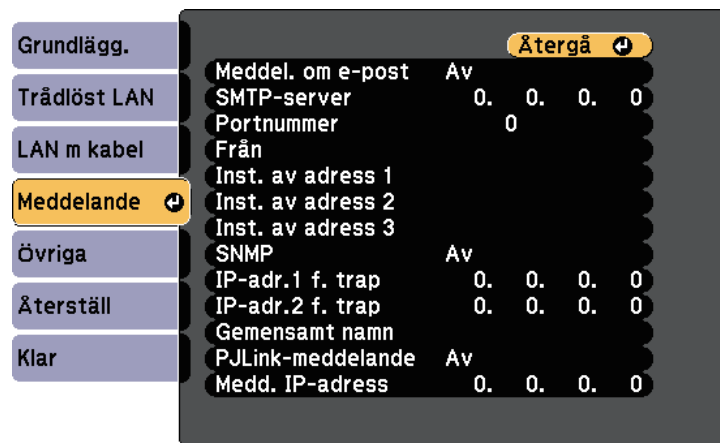 Grundlägg.
Trådlöst LAN
LAN m kabel
Meddelande
Övriga
Återställ
Klar
Återgå
Meddel. om e-post Av
SMTP-server 0. 0. 0. 0
Portnummer 0
Från
Inst. av adress 1
Inst. av adress 2
Inst. av adress 3
SNMP Av
IP-adr.1 f. trap 0. 0. 0. 0
IP-adr.2 f. trap 0. 0. 0. 0
Gemensamt namn
PJLink-meddelande Av
Medd. IP-adress 0. 0. 0. 0